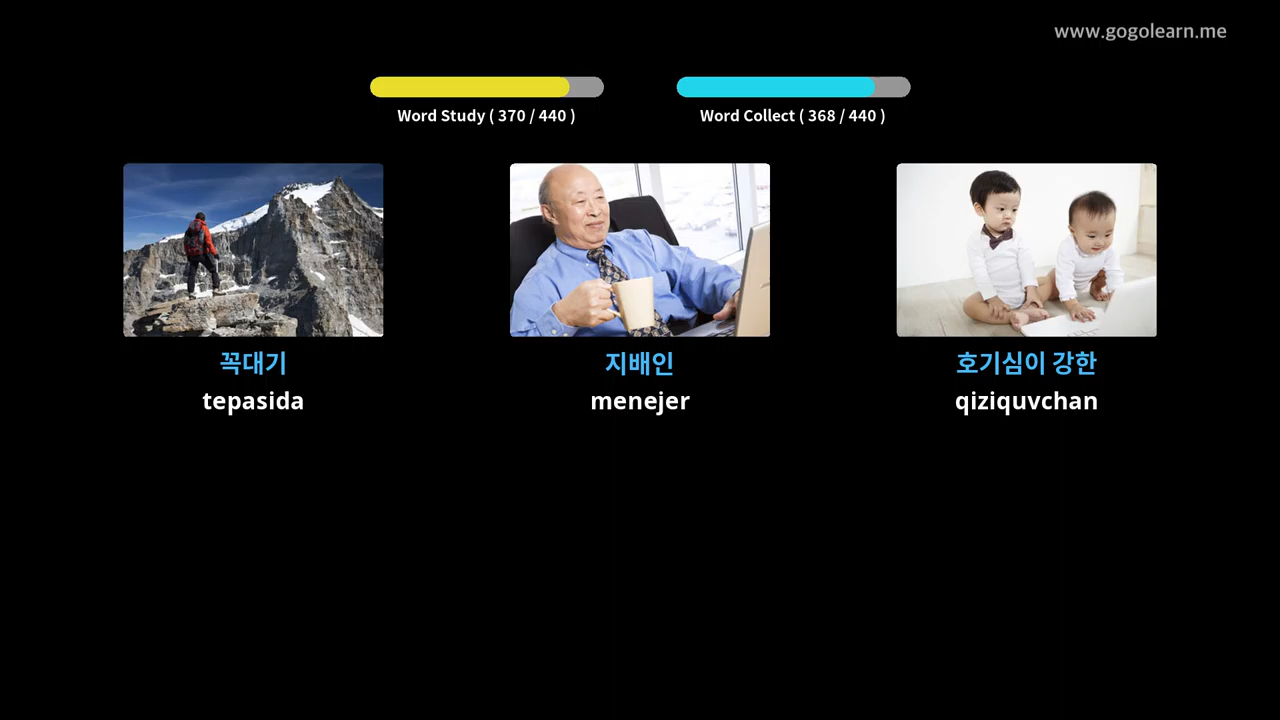 www.gogolearn.me
Word Study ( 370 / 440 )
Word Collect ( 368 / 440 )
꼭대기
tepasida
지배인
menejer
호기심이 강한
qiziquvchan